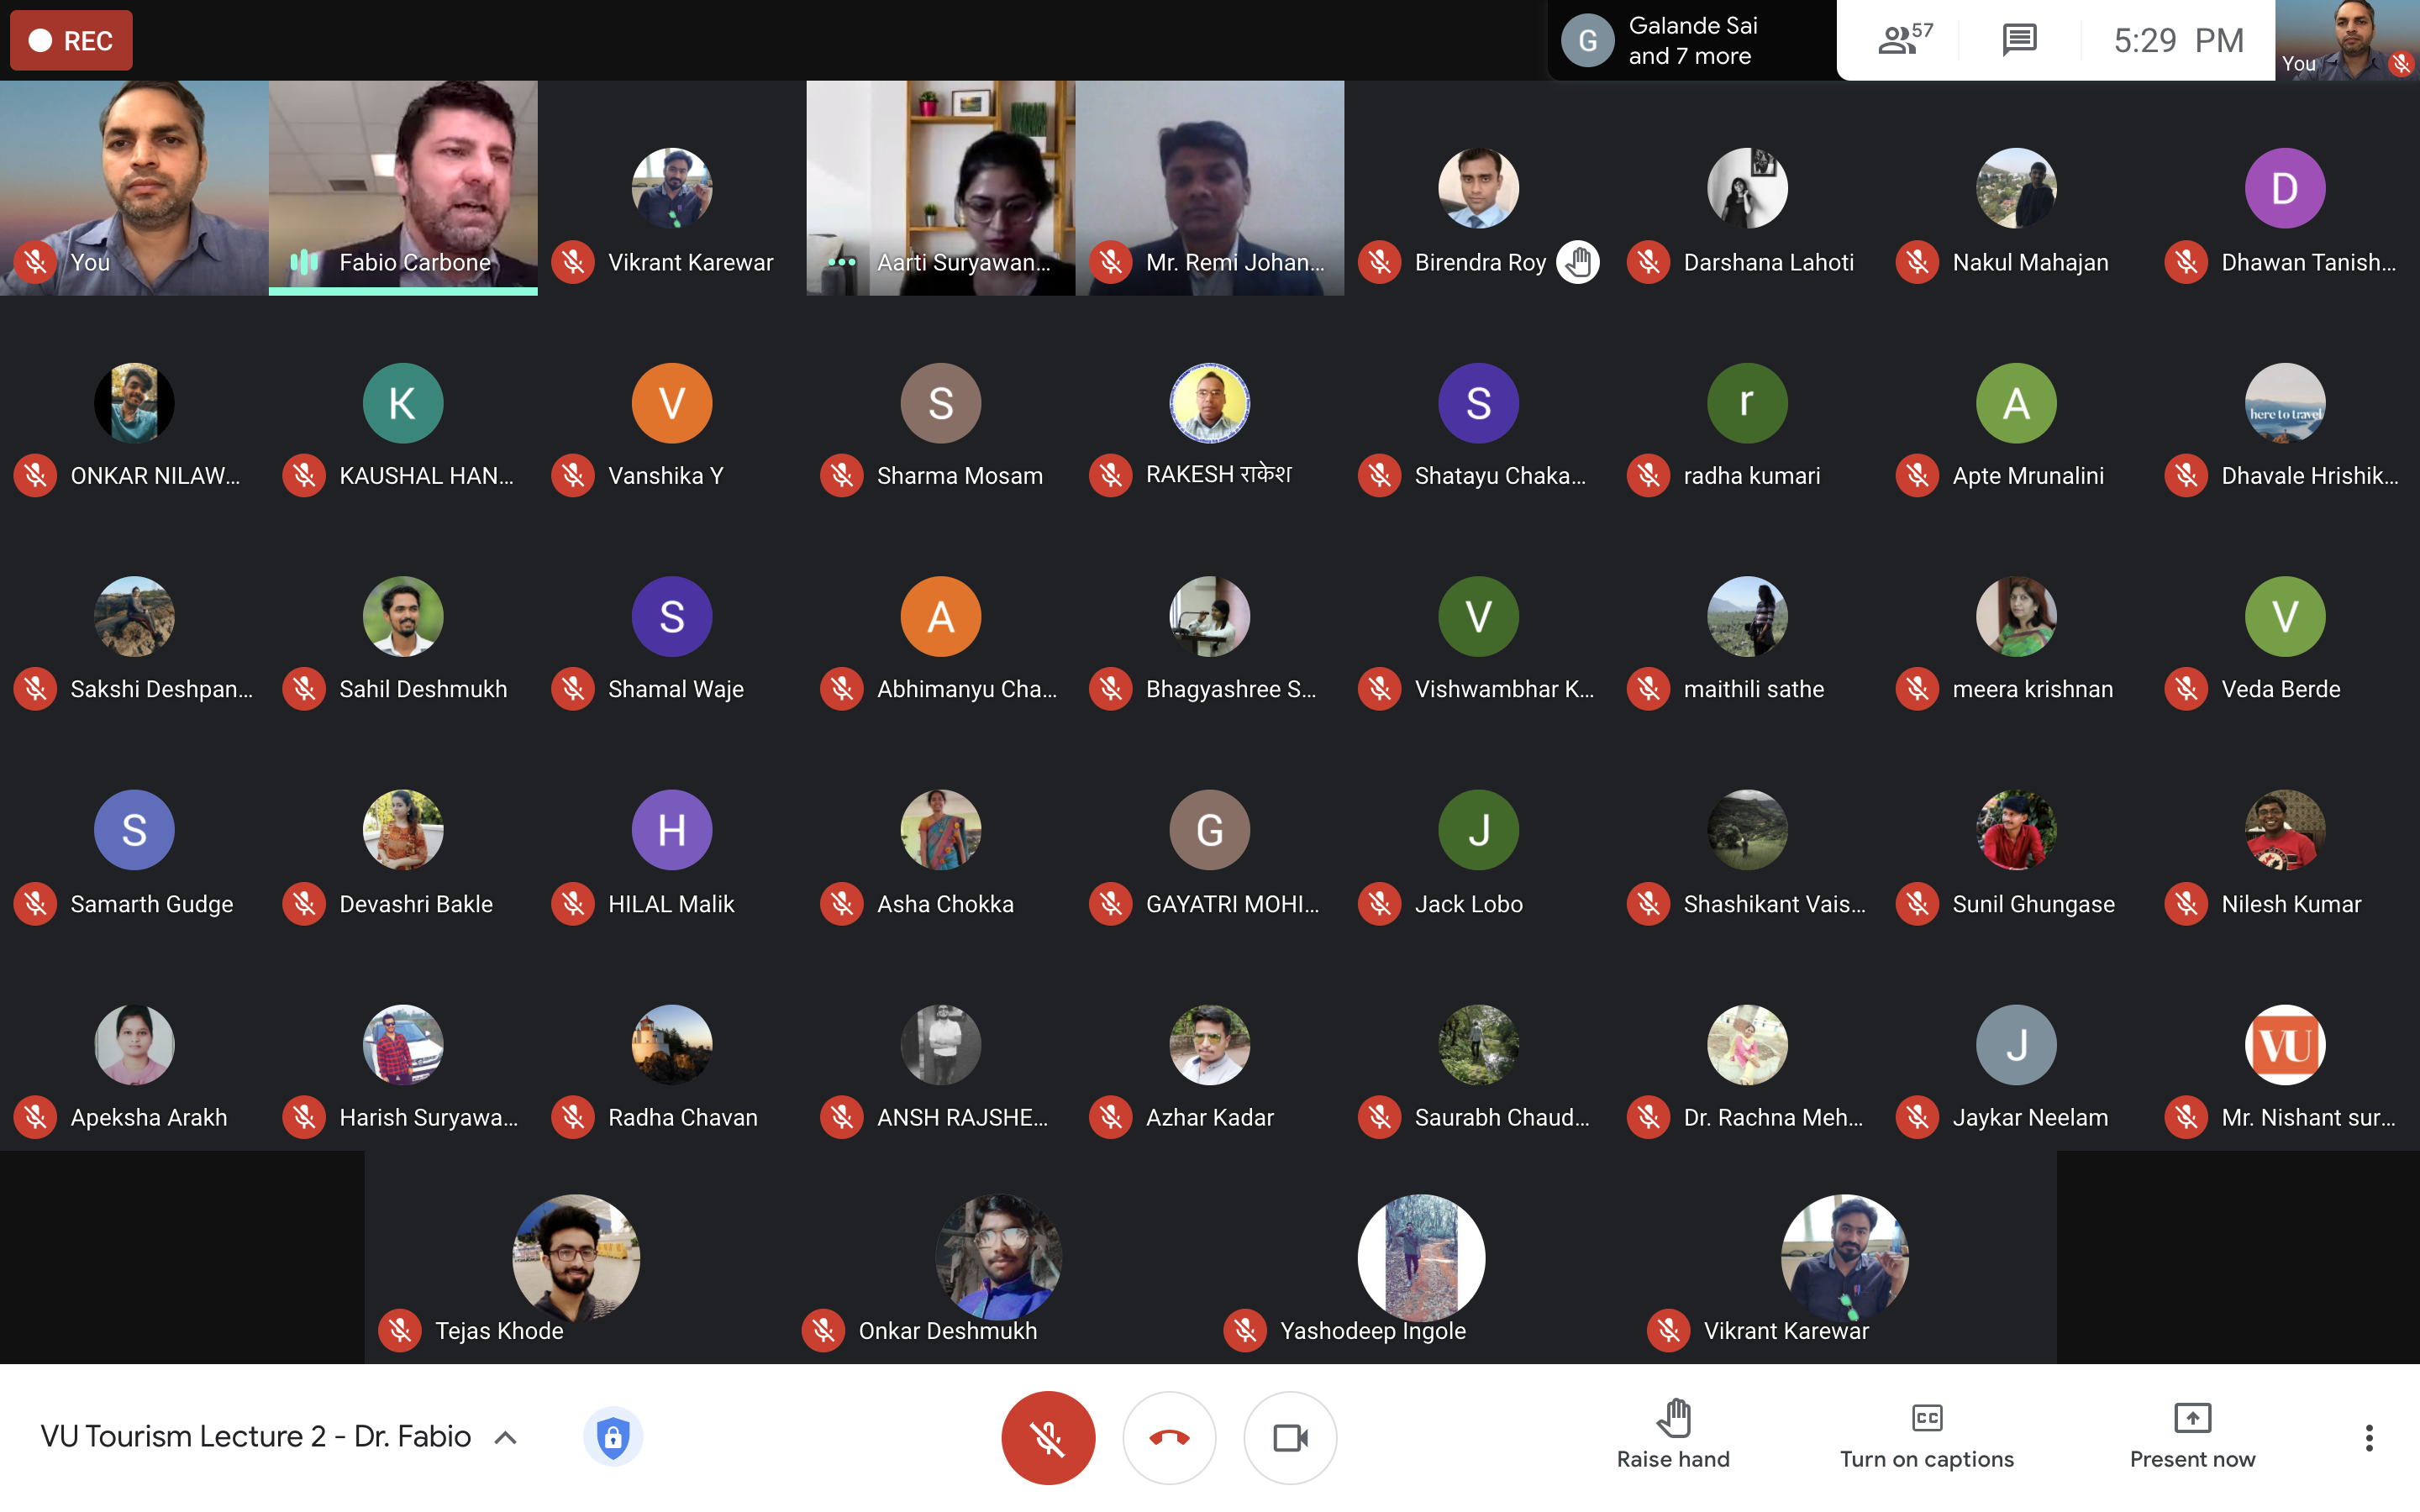 REC
Galande Sai
and 7 more
57
5:29 PM
You
G
You
Fabio Carbone
Vikrant Karewar
Aarti Suryawan...
Mr. Remi Johan...
Birendra Roy
Darshana Lahoti
Nakul Mahajan
D
Dhawan Tanish...
ONKAR NILAW...
K
KAUSHAL HAN...
V
Vanshika Y
S
Sharma Mosam
RAKESH राकेश
S
Shatayu Chaka...
r
radha kumari
A
Apte Mrunalini
here to travel
Dhavale Hrishik...
Sakshi Deshpan...
Sahil Deshmukh
S
Shamal Waje
A
Abhimanyu Cha...
Bhagyashree S...
V
Vishwambhar K...
maithili sathe
meera krishnan
V
Veda Berde
S
Samarth Gudge
Devashri Bakle
H
HILAL Malik
Asha Chokka
G
GAYATRI MOHI...
J
Jack Lobo
Shashikant Vais...
Sunil Ghungase
Nilesh Kumar
Apeksha Arakh
Harish Suryawa...
Radha Chavan
ANSH RAJSHE...
Azhar Kadar
Saurabh Chaud...
Dr. Rachna Meh...
J
Jaykar Neelam
VU
Mr. Nishant sur...
Tejas Khode
Onkar Deshmukh
Yashodeep Ingole
Vikrant Karewar
VU Tourism Lecture 2 - Dr. Fabio
Raise hand
CC
Turn on captions
Present now